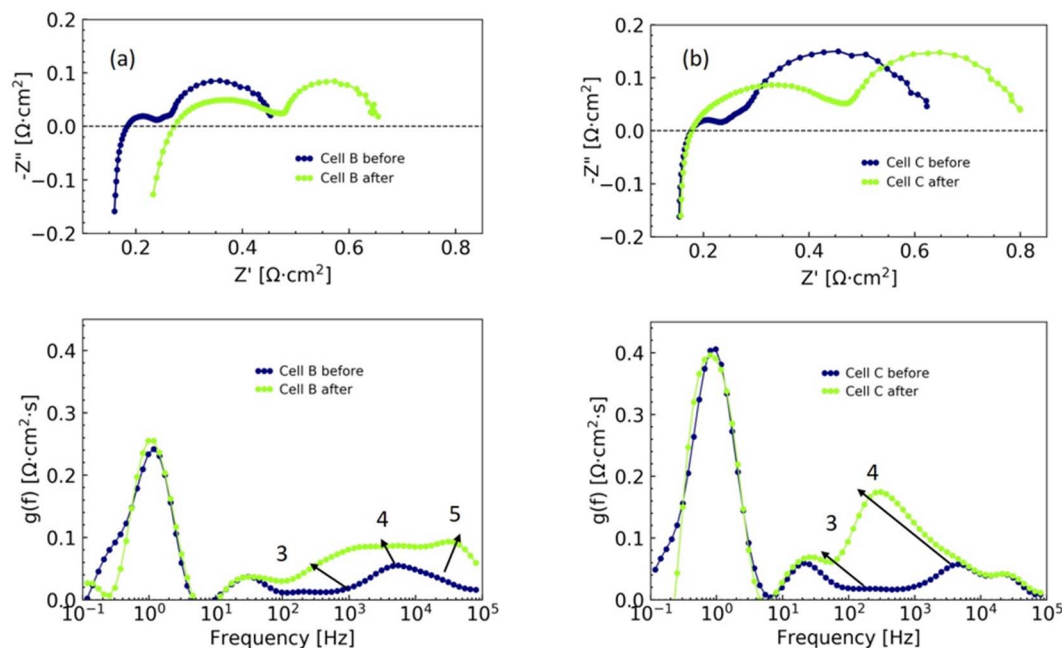 (a)
-Z" [Ω·cm²]
0.2
0.1
0.0
−0.1
−0.2
Cell B before
Cell B after
0.2 0.4 0.6 0.8
Z' [Ω·cm²]
(b)
-Z" [Ω·cm²]
0.2
0.1
0.0
−0.1
−0.2
Cell C before
Cell C after
0.2 0.4 0.6 0.8
Z' [Ω·cm²]
g(f) [Ω·cm²·s]
0.4
0.3
0.2
0.1
0.0
Cell B before
Cell B after
3
4
5
10⁻¹ 10⁰ 10¹ 10² 10³ 10⁴ 10⁵
Frequency [Hz]
g(f) [Ω·cm²·s]
0.4
0.3
0.2
0.1
0.0
Cell C before
Cell C after
3
4
10⁻¹ 10⁰ 10¹ 10² 10³ 10⁴ 10⁵
Frequency [Hz]